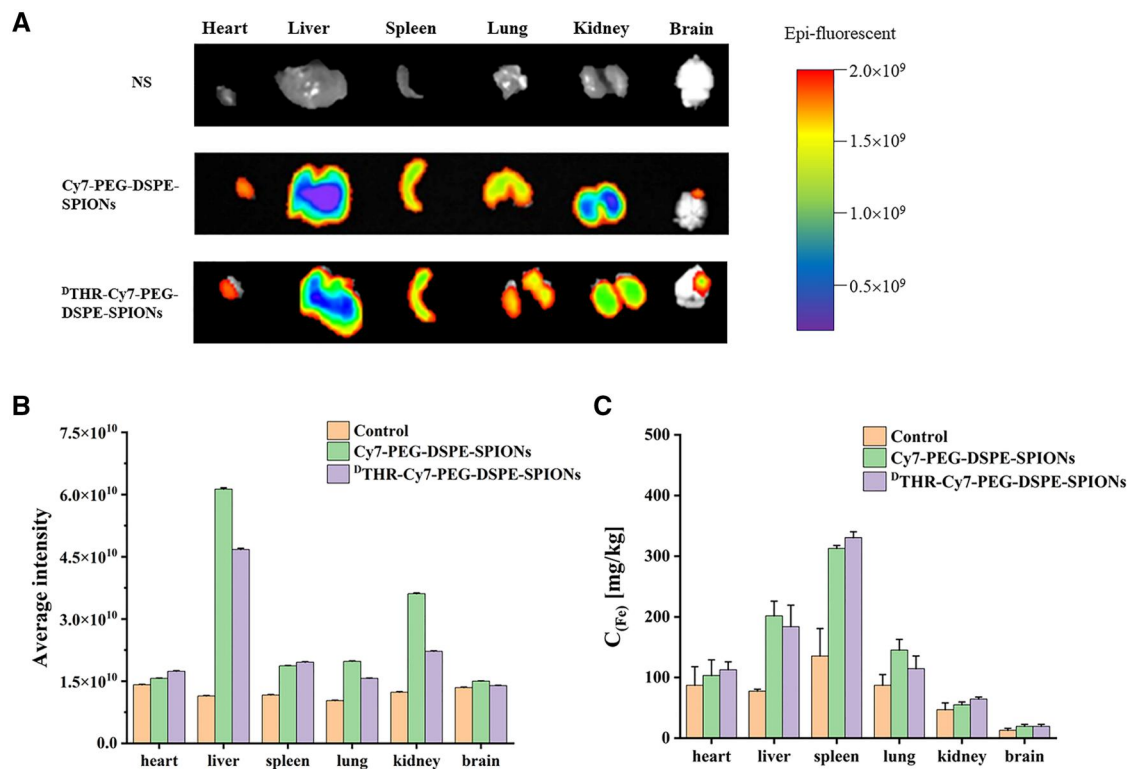 A
Heart Liver Spleen Lung Kidney Brain
Epi-fluorescent
NS
Cy7-PEG-DSPE-
SPIONs
ᴰTHR-Cy7-PEG-
DSPE-SPIONs
2.0×10⁹
1.5×10⁹
1.0×10⁹
0.5×10⁹
B
Average intensity
7.5×10¹⁰
6.0×10¹⁰
4.5×10¹⁰
3.0×10¹⁰
1.5×10¹⁰
0.0
Control
Cy7-PEG-DSPE-SPIONs
ᴰTHR-Cy7-PEG-DSPE-SPIONs
heart liver spleen lung kidney brain
C
C(Fe) [mg/kg]
500
400
300
200
100
0
Control
Cy7-PEG-DSPE-SPIONs
ᴰTHR-Cy7-PEG-DSPE-SPIONs
heart liver spleen lung kidney brain